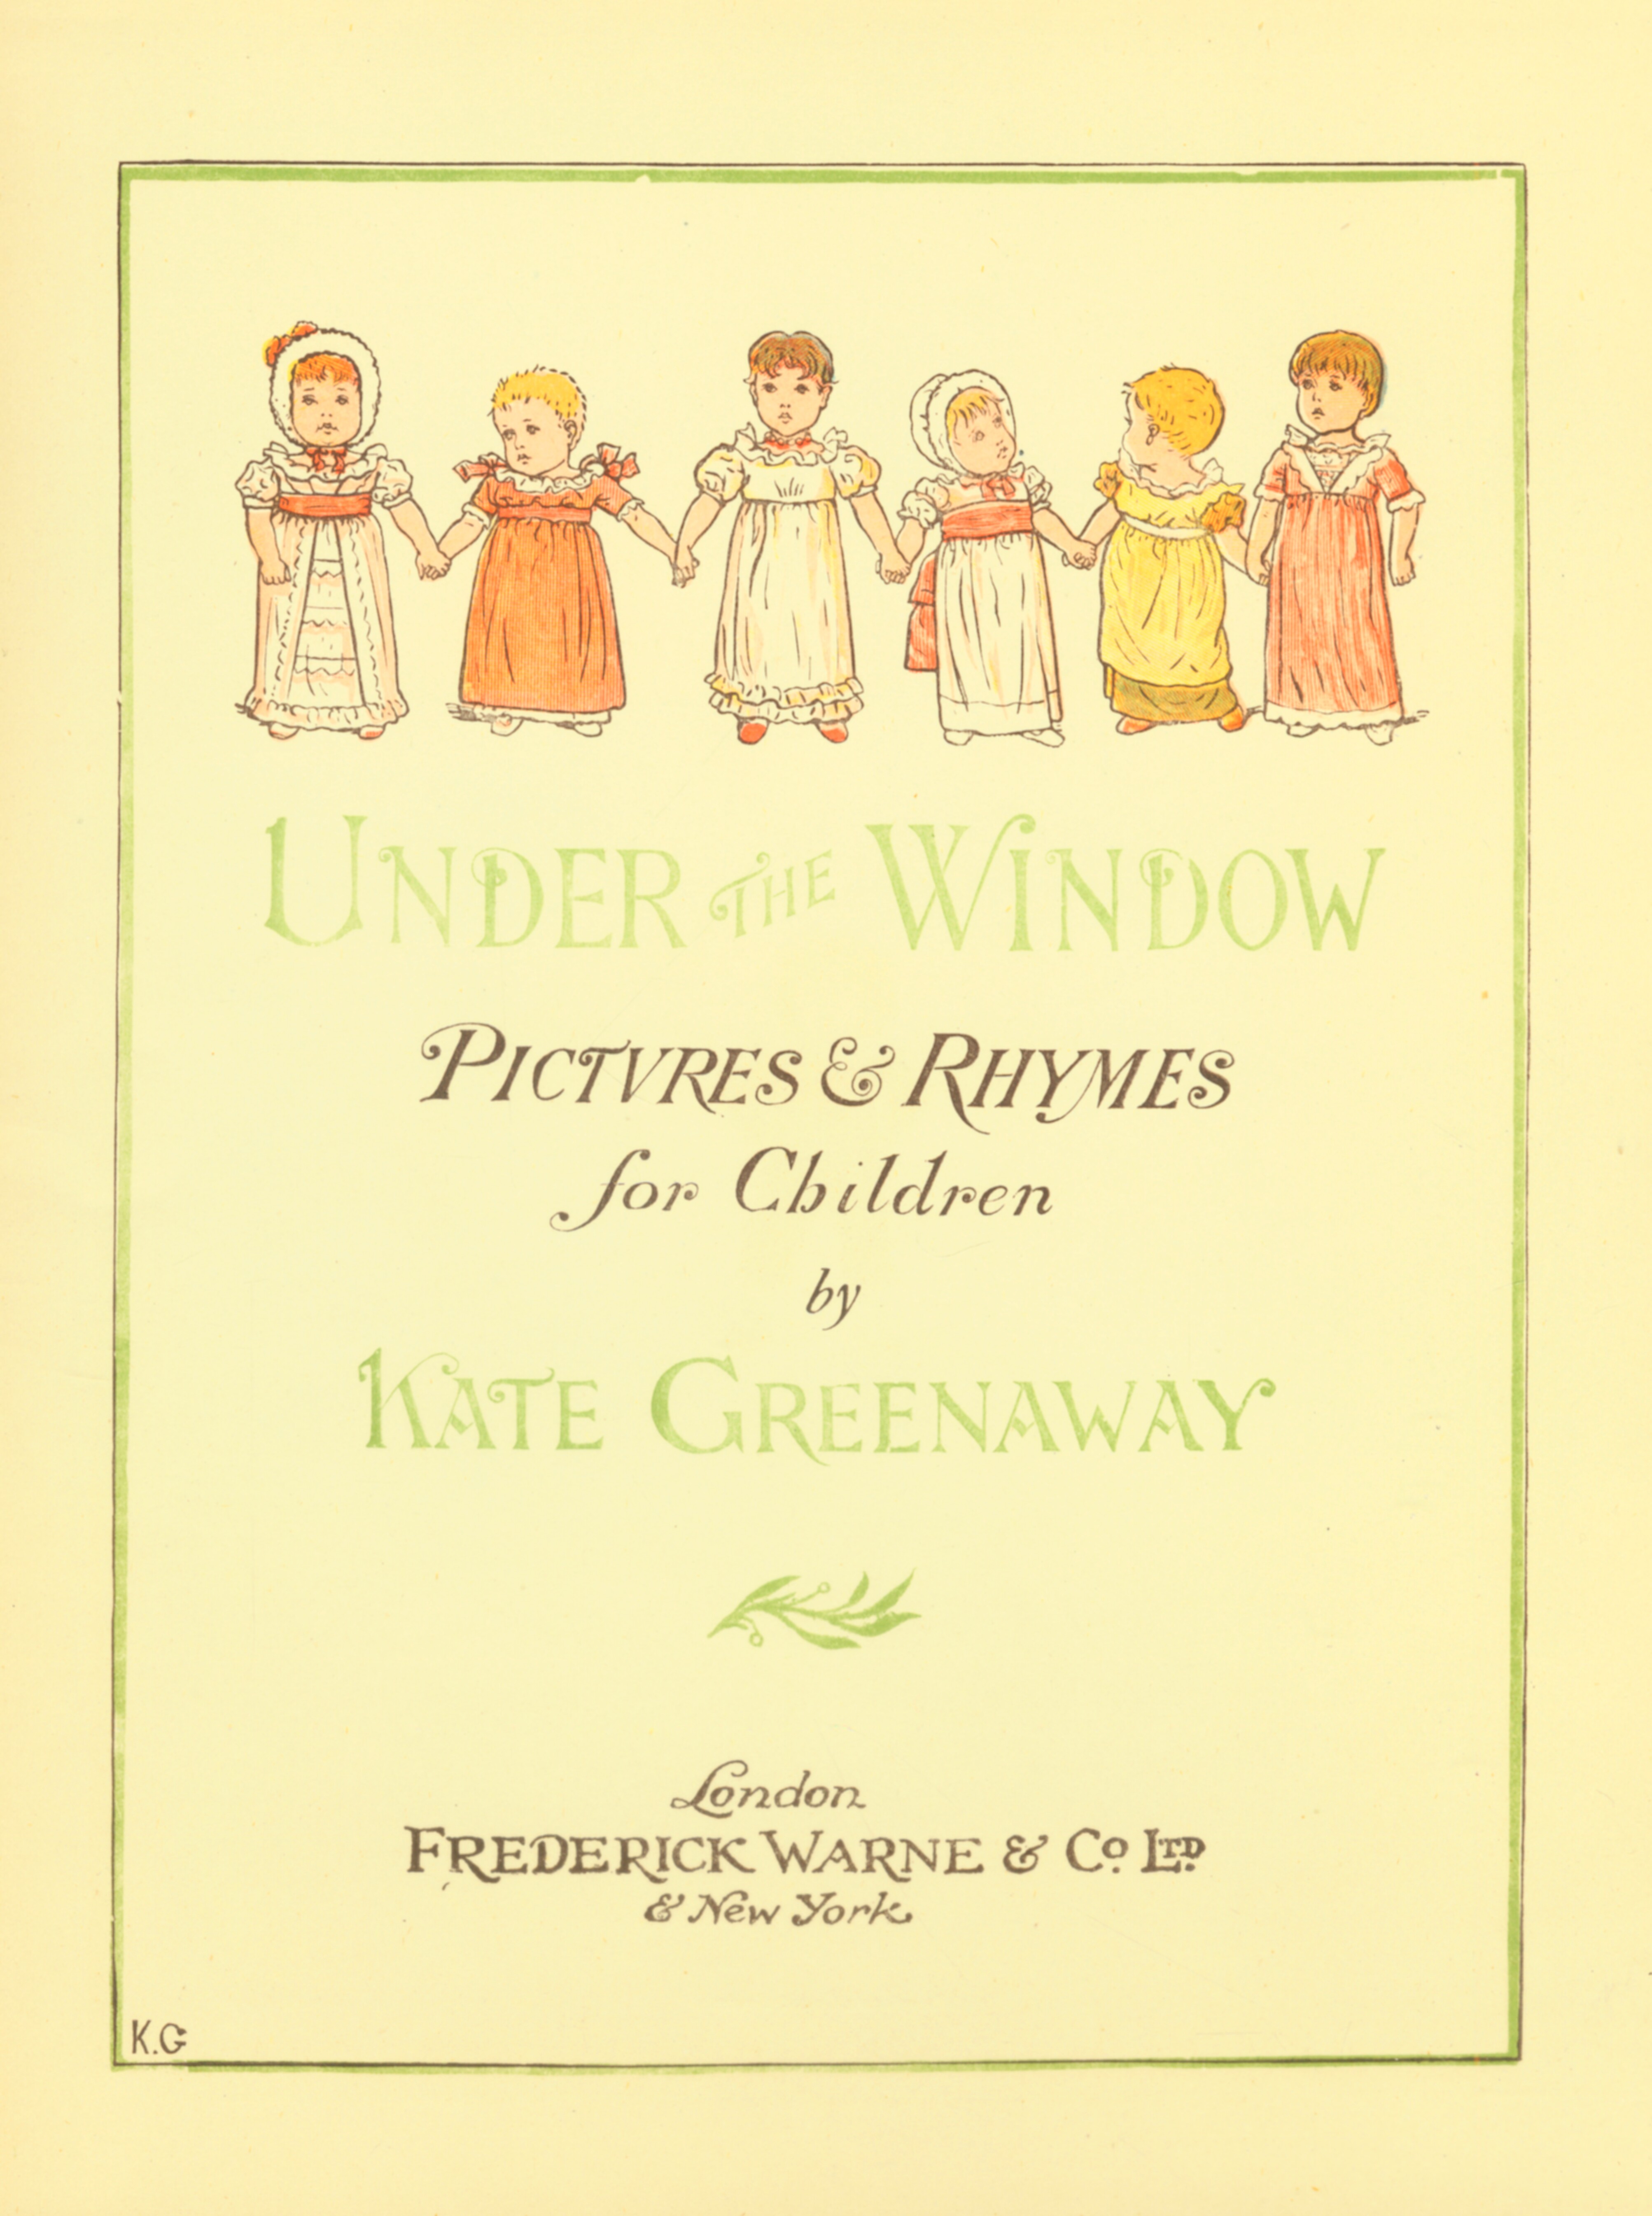 UNDER THE WINDOW
PICTVRES & RHYMES
for Children
by
KATE GREENAWAY
London
FREDERICK WARNE & Co. LTD.
& New York
K.G